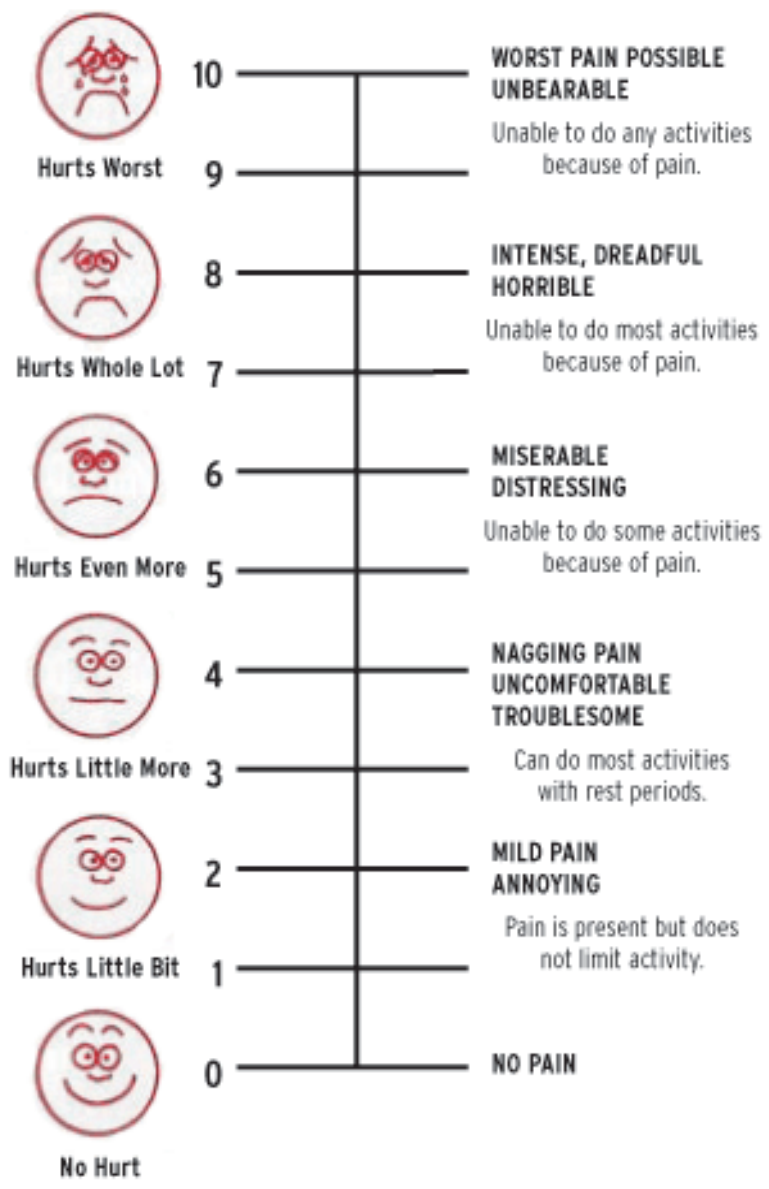 10
WORST PAIN POSSIBLE
UNBEARABLE
Unable to do any activities
because of pain.
Hurts Worst
9
8
INTENSE, DREADFUL
HORRIBLE
Unable to do most activities
because of pain.
Hurts Whole Lot
7
6
MISERABLE
DISTRESSING
Unable to do some activities
because of pain.
Hurts Even More
5
4
NAGGING PAIN
UNCOMFORTABLE
TROUBLESOME
Can do most activities
with rest periods.
Hurts Little More
3
2
MILD PAIN
ANNOYING
Pain is present but does
not limit activity.
Hurts Little Bit
1
0
NO PAIN
No Hurt